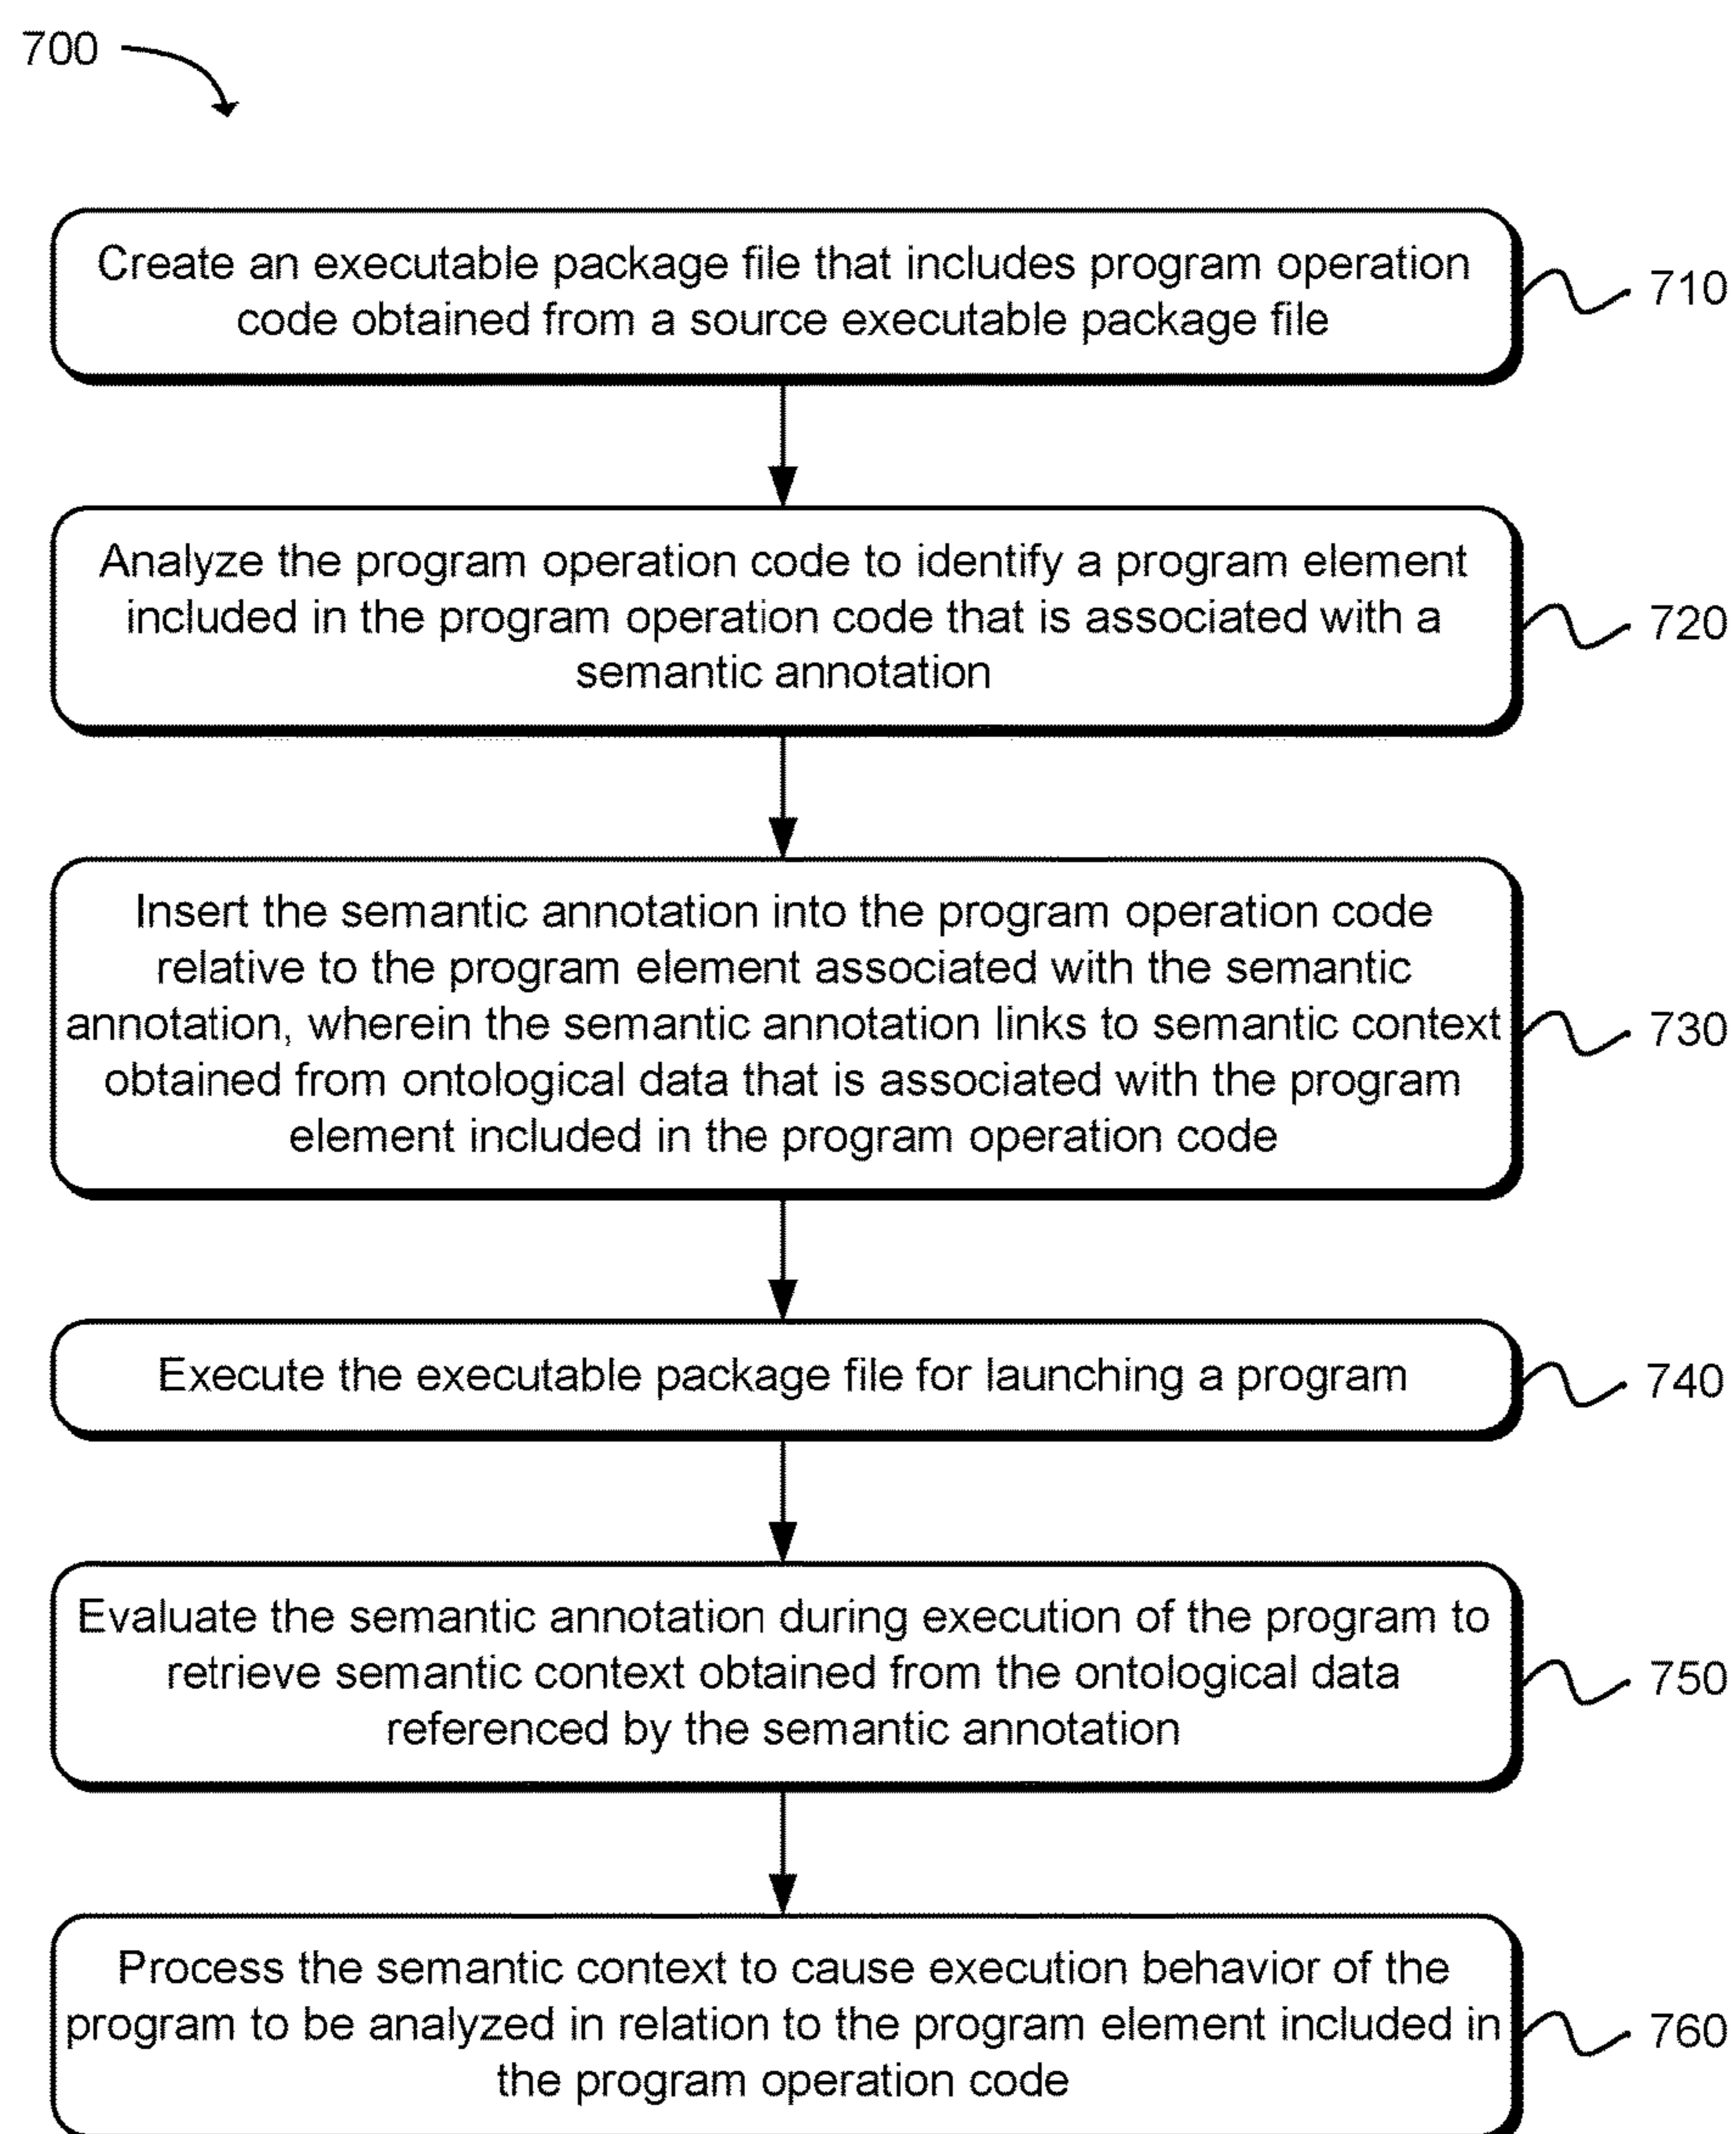 700
Create an executable package file that includes program operation
code obtained from a source executable package file
710
Analyze the program operation code to identify a program element
included in the program operation code that is associated with a
semantic annotation
720
Insert the semantic annotation into the program operation code
relative to the program element associated with the semantic
annotation, wherein the semantic annotation links to semantic context
obtained from ontological data that is associated with the program
element included in the program operation code
730
Execute the executable package file for launching a program
740
Evaluate the semantic annotation during execution of the program to
retrieve semantic context obtained from the ontological data
referenced by the semantic annotation
750
Process the semantic context to cause execution behavior of the
program to be analyzed in relation to the program element included in
the program operation code
760